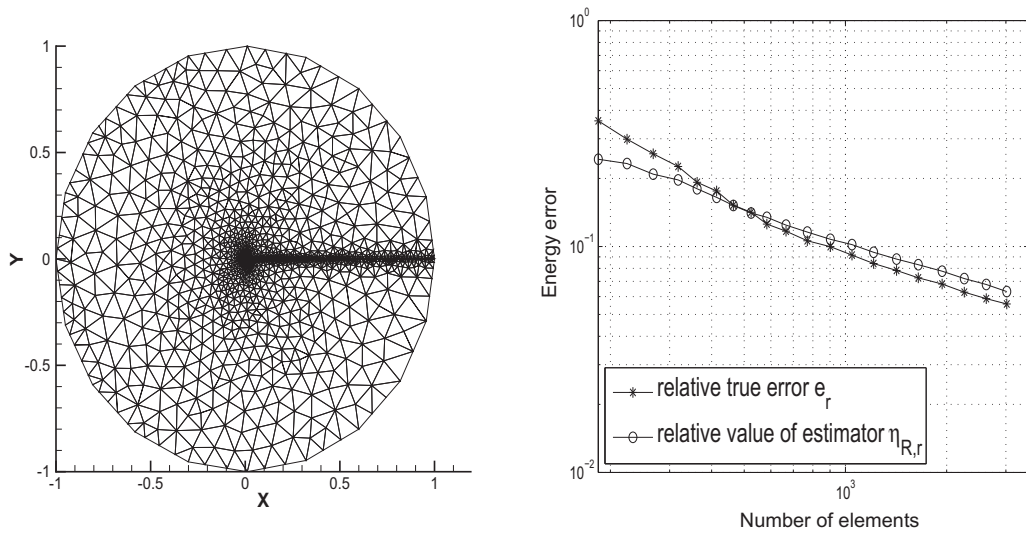 1
0.5
0
-0.5
-1
-1
-0.5
0
0.5
1
X
Y
10^0
10^-1
10^-2
10^3
Energy error
Number of elements
relative true error e_r
relative value of estimator η_R,r